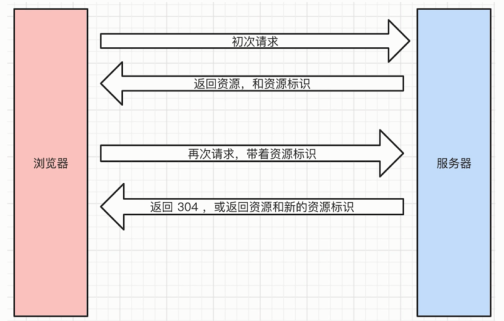 初次请求
返回资源，和资源标识
再次请求，带着资源标识
浏览器
服务器
返回 304 ，或返回资源和新的资源标识